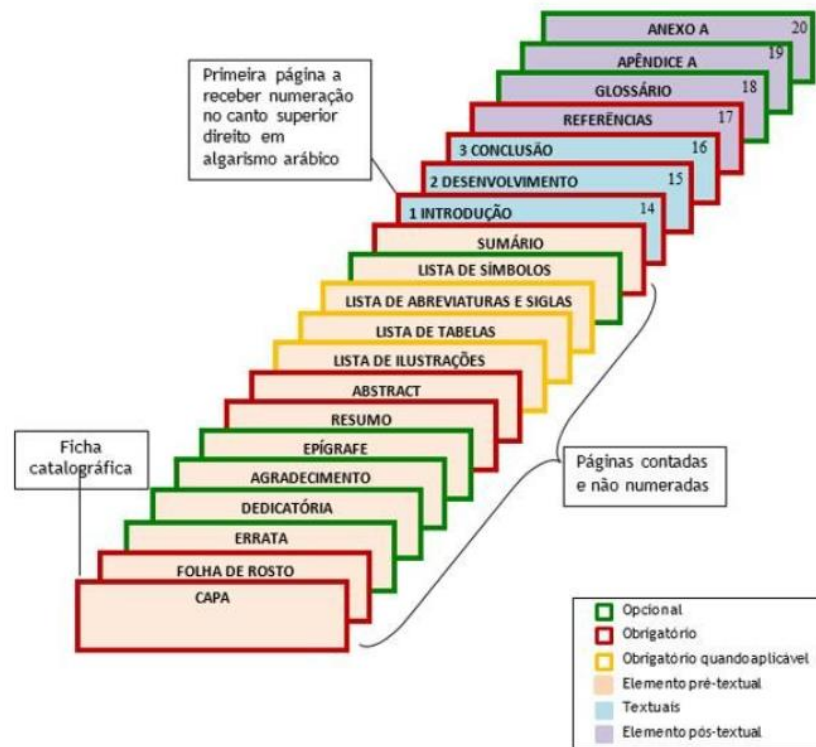 ANEXO A 20
APÊNDICE A 19
GLOSSÁRIO 18
REFERÊNCIAS 17
3 CONCLUSÃO 16
2 DESENVOLVIMENTO 15
1 INTRODUÇÃO 14
SUMÁRIO
LISTA DE SÍMBOLOS
LISTA DE ABREVIATURAS E SIGLAS
LISTA DE TABELAS
LISTA DE ILUSTRAÇÕES
ABSTRACT
RESUMO
EPÍGRAFE
AGRADECIMENTO
DEDICATÓRIA
ERRATA
FOLHA DE ROSTO
CAPA
Primeira página a
receber numeração
no canto superior
direito em
algarismo arábico
Ficha
catalográfica
Páginas contadas
e não numeradas
Opcional
Obrigatório
Obrigatório quandoaplicável
Elemento pré-textual
Textuais
Elemento pós-textual